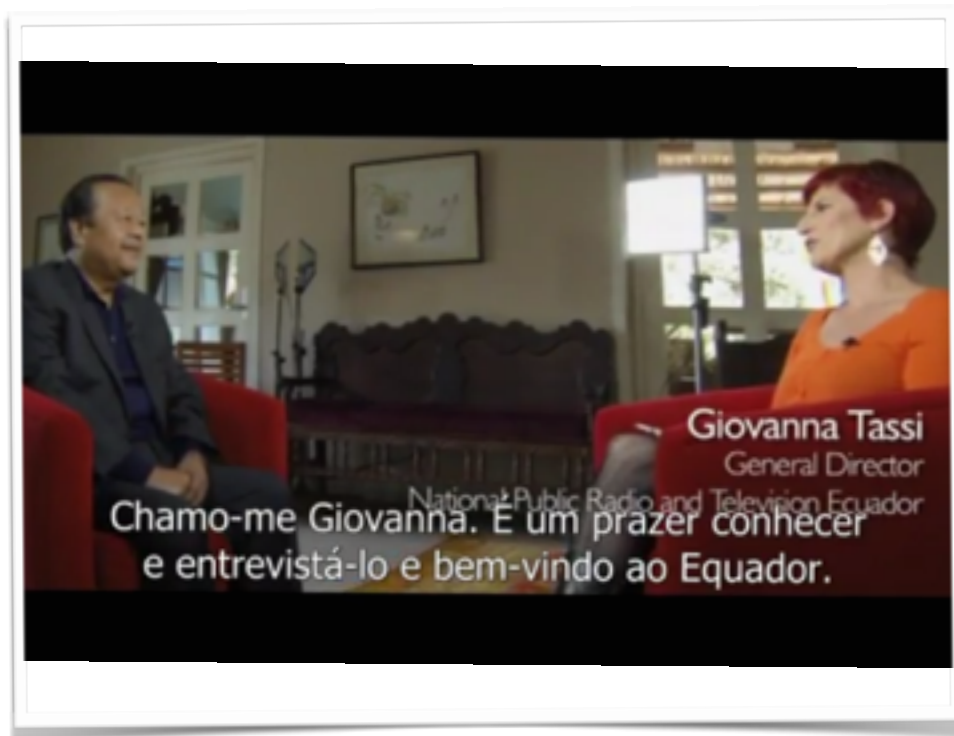 Giovanna Tassi
General Director
National Public Radio and Television Ecuador
Chamo-me Giovanna. É um prazer conhecer
e entrevistá-lo e bem-vindo ao Equador.